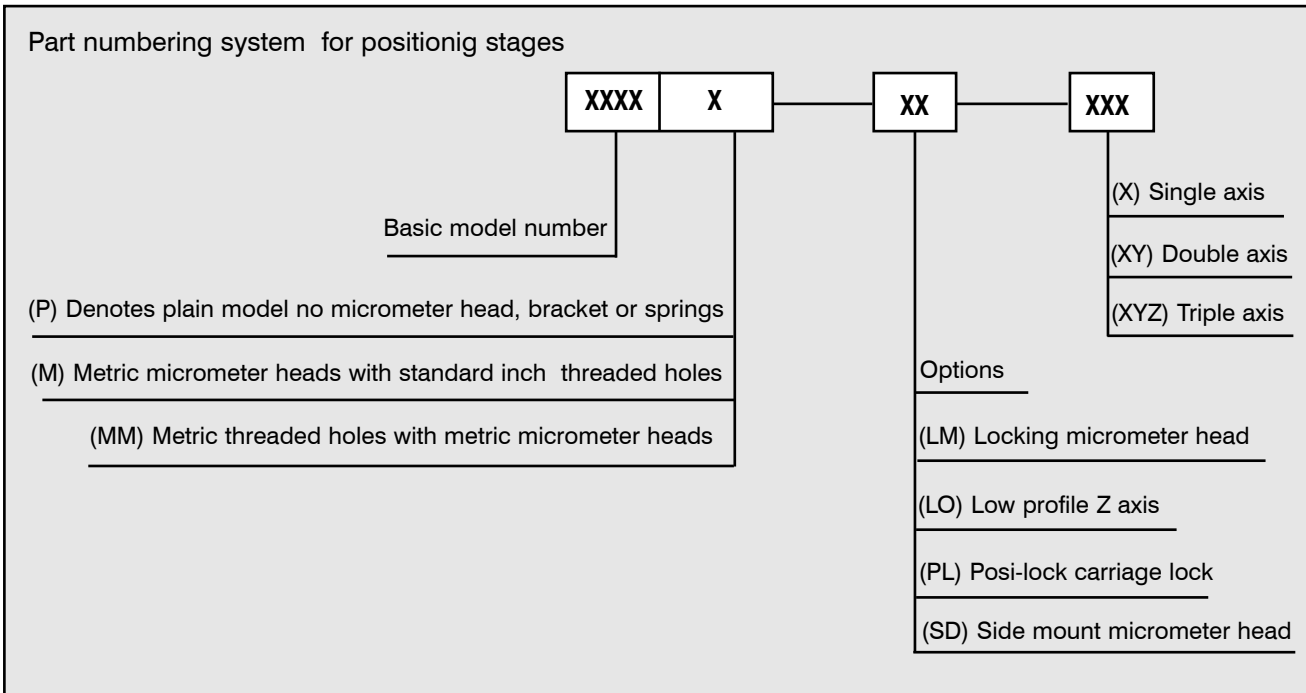 Part numbering system for positionig stages
XXXX X XX XXX
(X) Single axis
Basic model number
(XY) Double axis
(P) Denotes plain model no micrometer head, bracket or springs
(XYZ) Triple axis
(M) Metric micrometer heads with standard inch threaded holes
Options
(MM) Metric threaded holes with metric micrometer heads
(LM) Locking micrometer head
(LO) Low profile Z axis
(PL) Posi-lock carriage lock
(SD) Side mount micrometer head